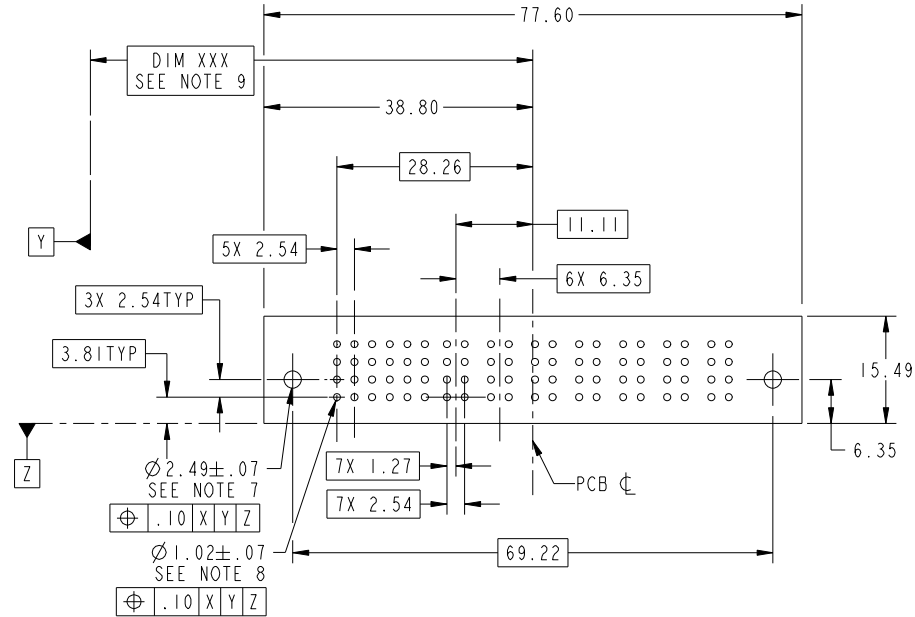 77.60
DIM XXX
SEE NOTE 9
38.80
28.26
11.11
5X 2.54
6X 6.35
3X 2.54TYP
3.81TYP
15.49
6.35
Y
Z
Ø2.49±.07
SEE NOTE 7
⌖ .10 X Y Z
7X 1.27
PCB ℄
7X 2.54
Ø1.02±.07
SEE NOTE 8
⌖ .10 X Y Z
69.22